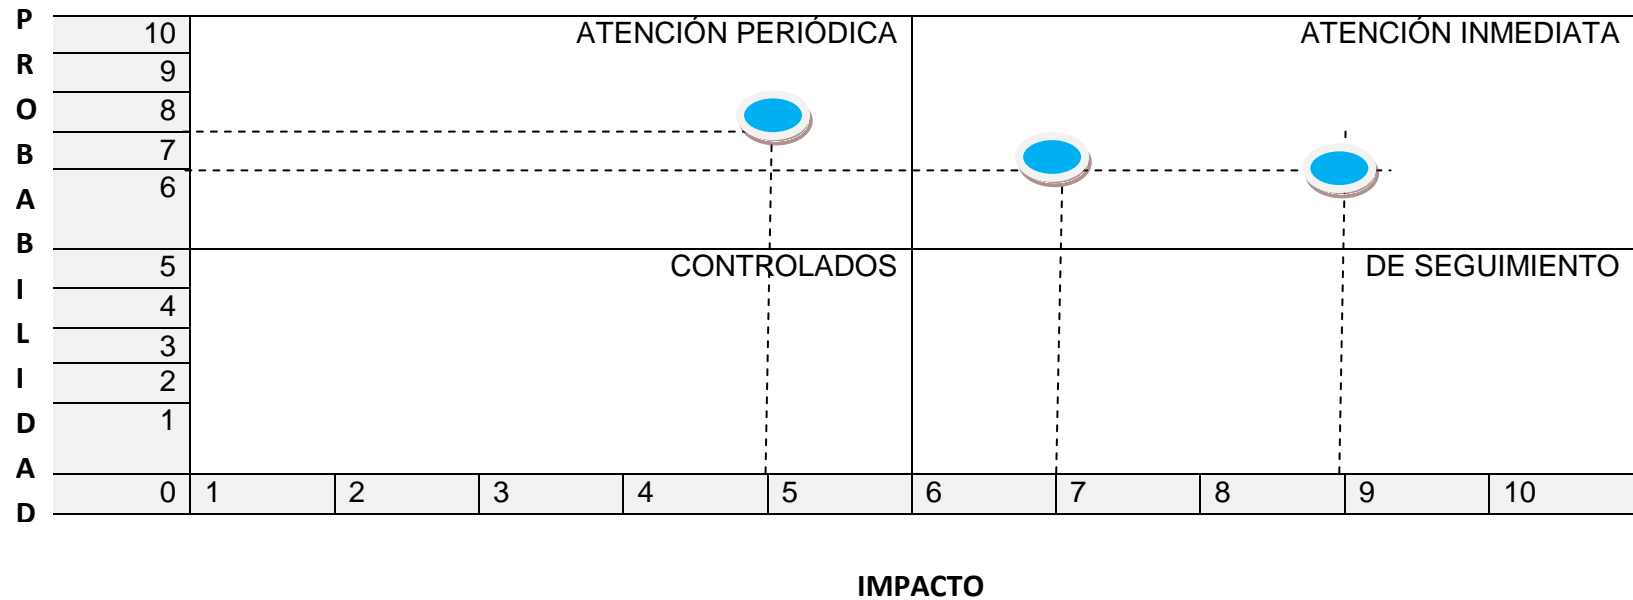 PROBABILIDAD
10 ATENCIÓN PERIÓDICA ATENCIÓN INMEDIATA
9
8
7
6
5 CONTROLADOS DE SEGUIMIENTO
4
3
2
1
0 1 2 3 4 5 6 7 8 9 10
IMPACTO